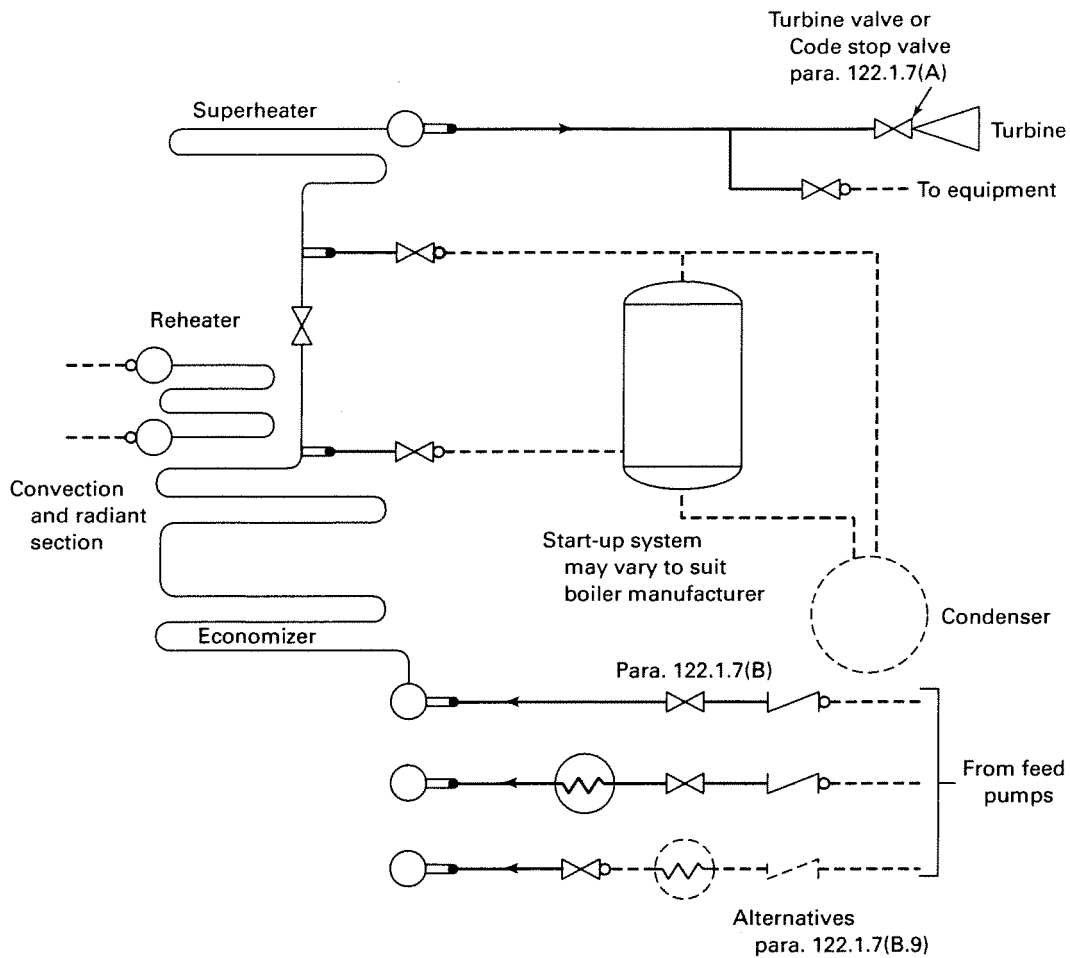 Turbine valve or
Code stop valve
para. 122.1.7(A)
Superheater
Turbine
To equipment
Reheater
Convection
and radiant
section
Start-up system
may vary to suit
boiler manufacturer
Condenser
Economizer
Para. 122.1.7(B)
From feed
pumps
Alternatives
para. 122.1.7(B.9)